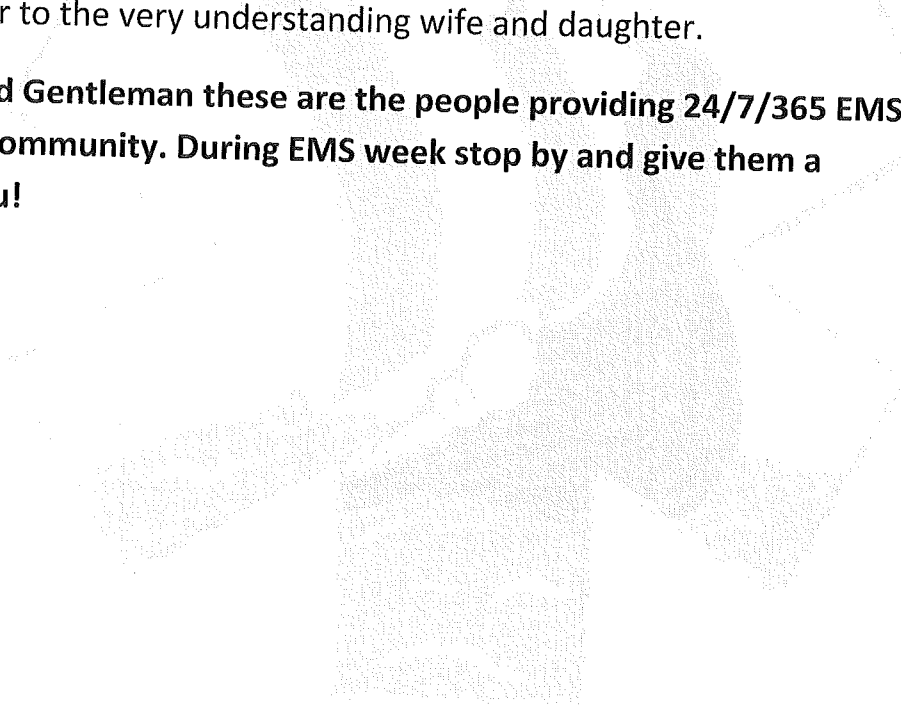 r to the very understanding wife and daughter.
d Gentleman these are the people providing 24/7/365 EMS
ommunity. During EMS week stop by and give them a
u!